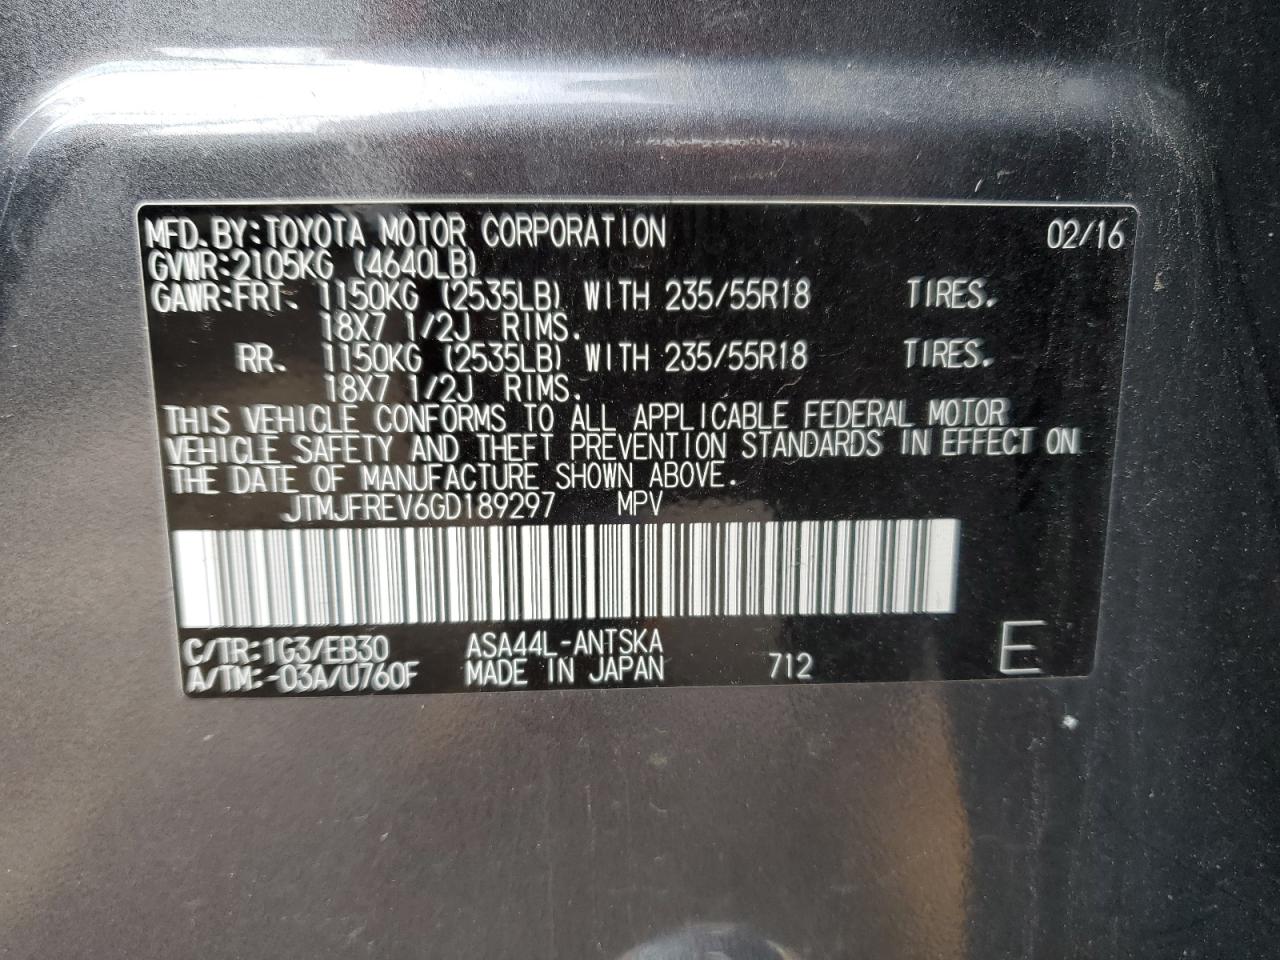 MFD. BY: TOYOTA MOTOR CORPORATION 02/16
GVWR: 2105KG (4640LB)
GAWR: FRT. 1150KG (2535LB) WITH 235/55R18 TIRES.
18X7 1/2J RIMS.
RR. 1150KG (2535LB) WITH 235/55R18 TIRES.
18X7 1/2J RIMS.
THIS VEHICLE CONFORMS TO ALL APPLICABLE FEDERAL MOTOR
VEHICLE SAFETY AND THEFT PREVENTION STANDARDS IN EFFECT ON
THE DATE OF MANUFACTURE SHOWN ABOVE.
JTMJFREV6GD189297 MPV
C/TR: 1G3/EB30 ASA44L-ANTSKA
A/TM: -03A/U760F MADE IN JAPAN 712 E